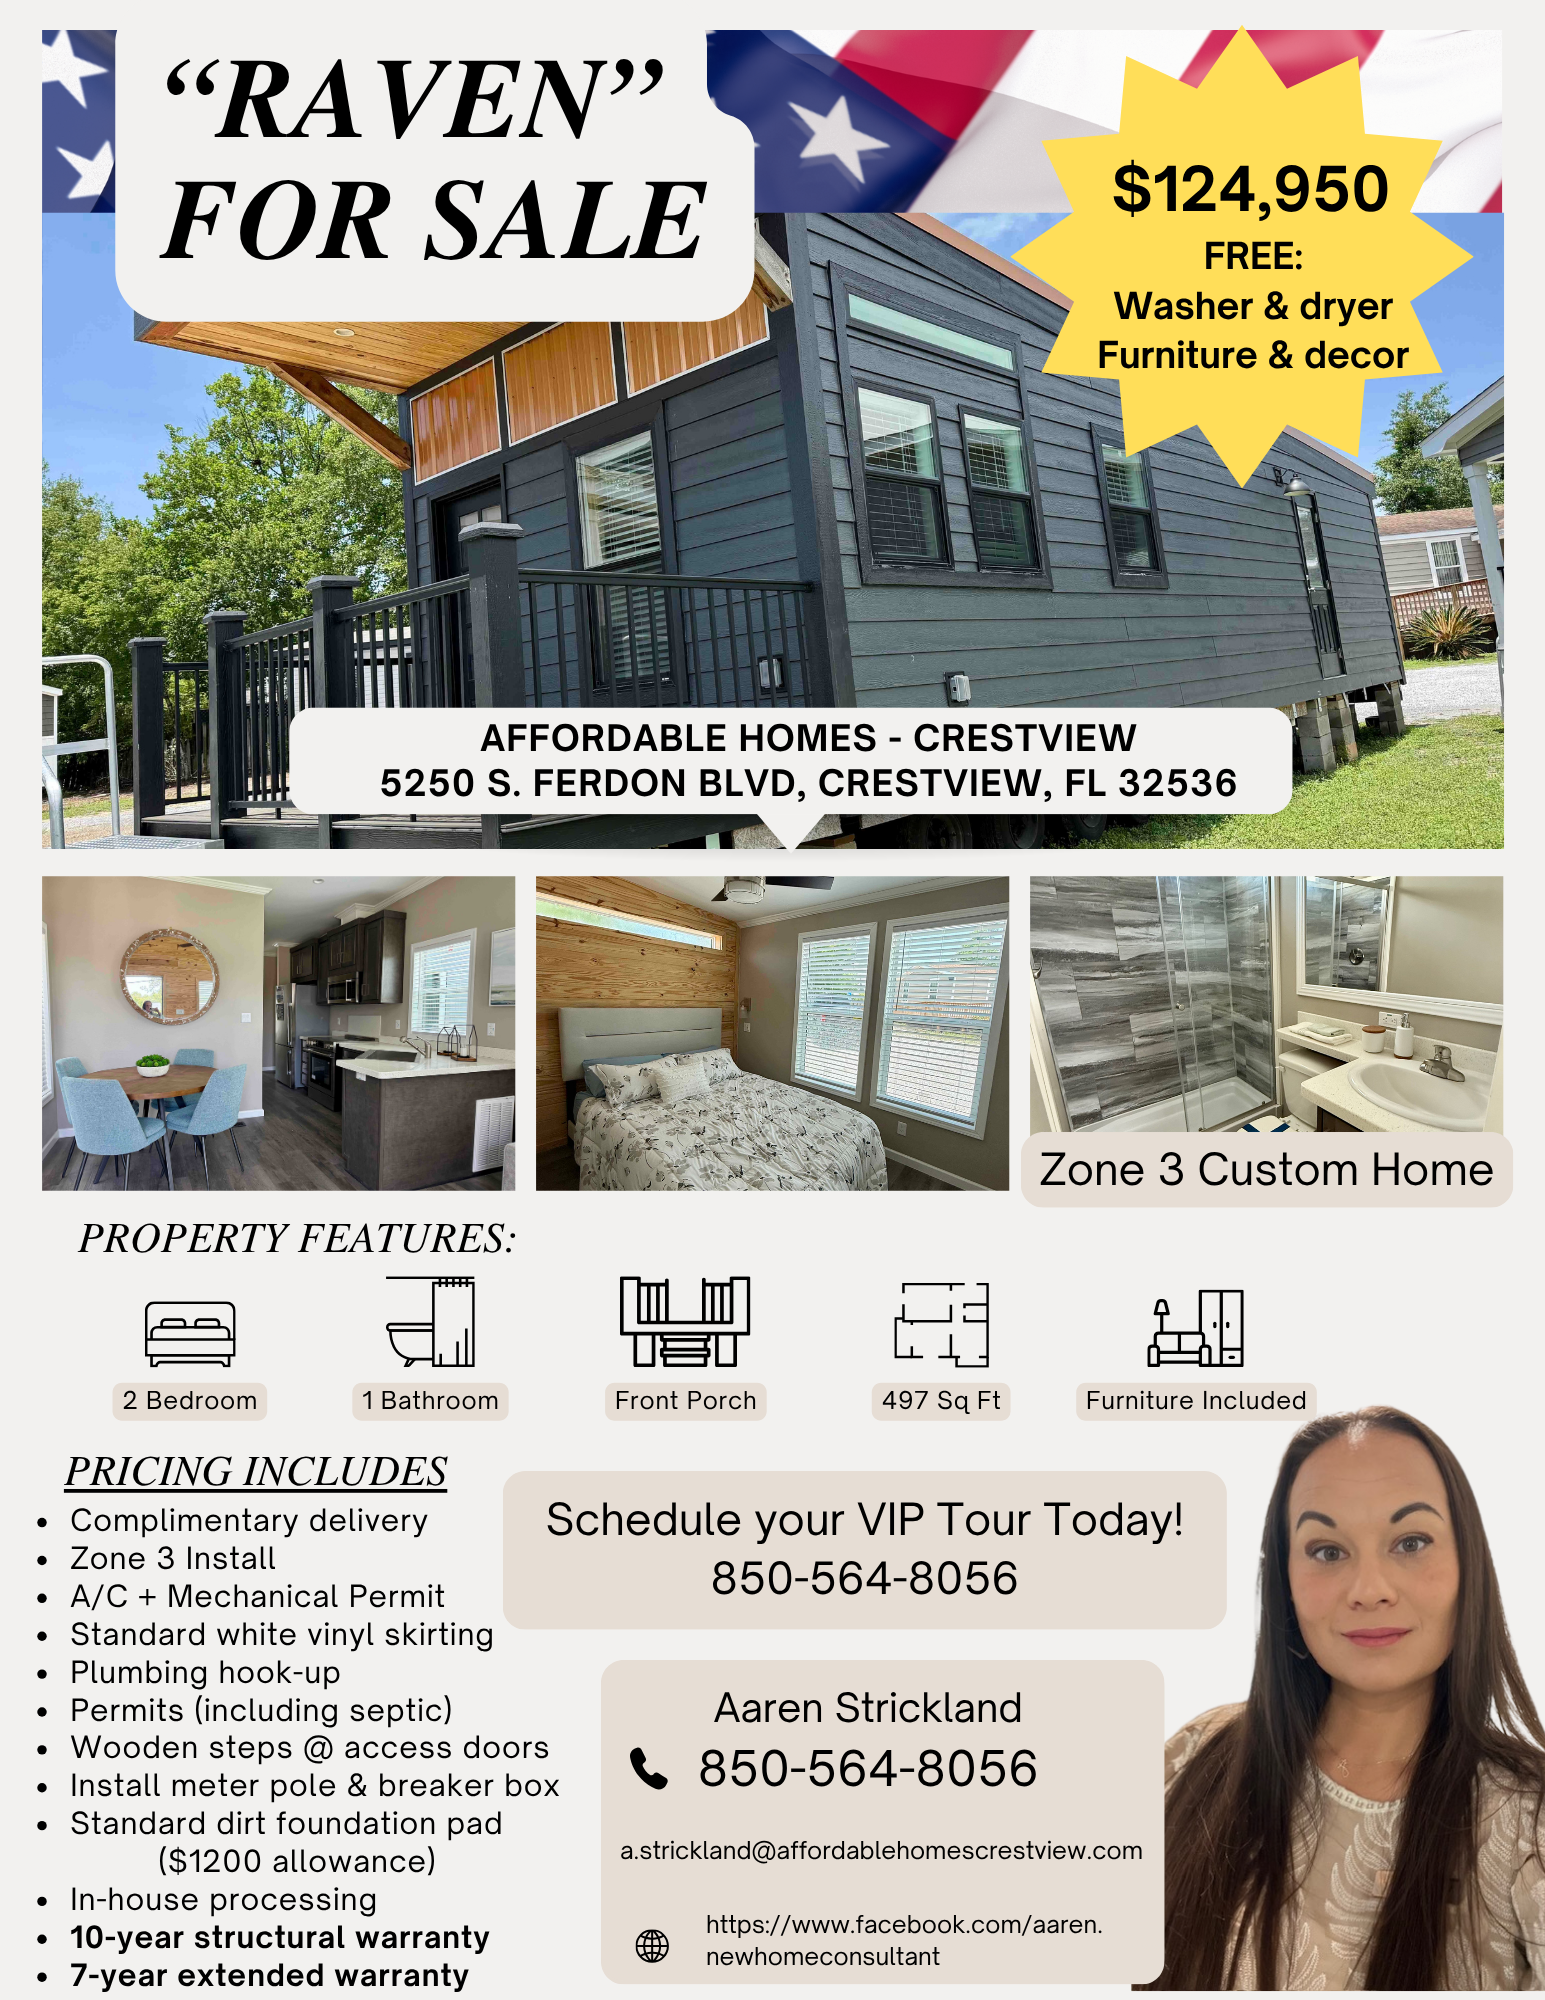 “RAVEN”
FOR SALE
$124,950
FREE:
Washer & dryer
Furniture & decor
AFFORDABLE HOMES - CRESTVIEW
5250 S. FERDON BLVD, CRESTVIEW, FL 32536
Zone 3 Custom Home
PROPERTY FEATURES:
2 Bedroom
1 Bathroom
Front Porch
497 Sq Ft
Furniture Included
PRICING INCLUDES
• Complimentary delivery
• Zone 3 Install
• A/C + Mechanical Permit
• Standard white vinyl skirting
• Plumbing hook-up
• Permits (including septic)
• Wooden steps @ access doors
• Install meter pole & breaker box
• Standard dirt foundation pad
($1200 allowance)
• In-house processing
• 10-year structural warranty
• 7-year extended warranty
Schedule your VIP Tour Today!
850-564-8056
Aaren Strickland
850-564-8056
a.strickland@affordablehomescrestview.com
https://www.facebook.com/aaren.
newhomeconsultant